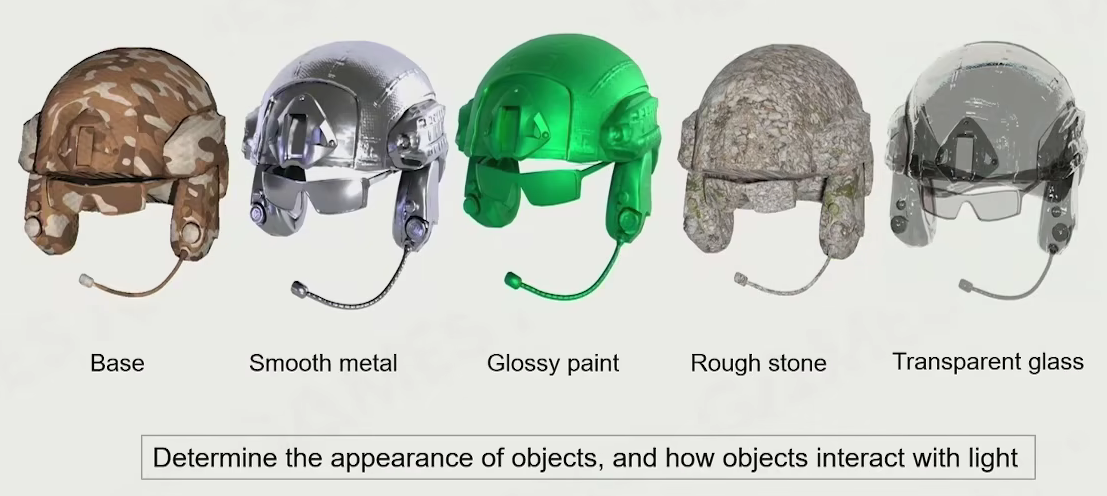 Base
Smooth metal
Glossy paint
Rough stone
Transparent glass
Determine the appearance of objects, and how objects interact with light